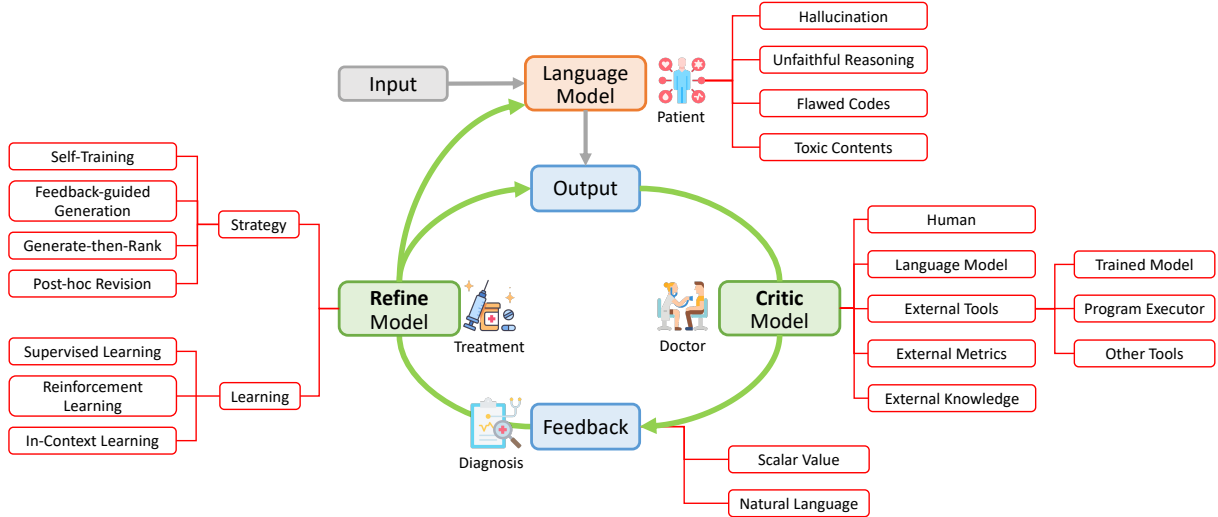 Hallucination
Unfaithful Reasoning
Flawed Codes
Toxic Contents
Input
Language
Model
Patient
Output
Self-Training
Feedback-guided
Generation
Generate-then-Rank
Post-hoc Revision
Strategy
Supervised Learning
Reinforcement
Learning
In-Context Learning
Learning
Refine
Model
Treatment
Doctor
Critic
Model
Human
Language Model
External Tools
External Metrics
External Knowledge
Trained Model
Program Executor
Other Tools
Diagnosis
Feedback
Scalar Value
Natural Language